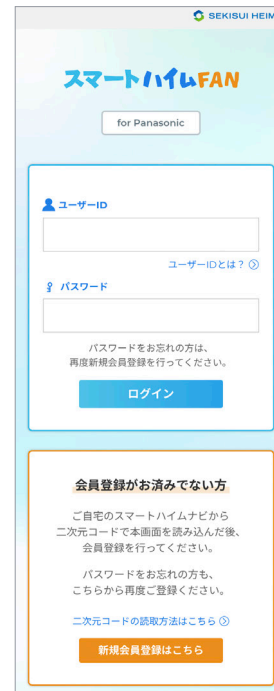 SEKISUI HEIM
スマートハイムFAN
for Panasonic
ユーザーID
ユーザーIDとは?
パスワード
パスワードをお忘れの方は、
再度新規会員登録を行ってください。
ログイン
会員登録がお済みでない方
ご自宅のスマートハイムナビから
二次元コードで本画面を読み込んだ後、
会員登録を行ってください。
パスワードをお忘れの方も、
こちらから再度ご登録ください。
二次元コードの読取方法はこちら
新規会員登録はこちら